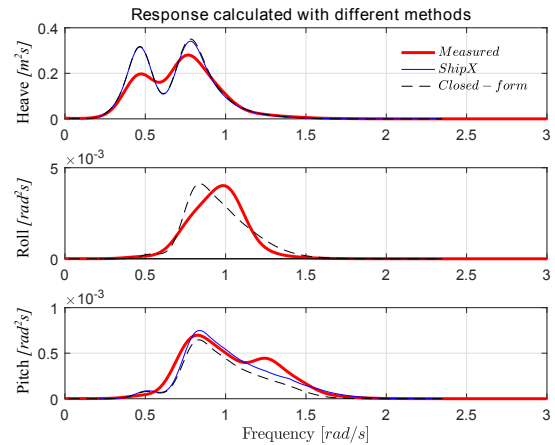 Response calculated with different methods
Heave [m²s]
0.4
0.2
0
0 0.5 1 1.5 2 2.5 3
Measured
ShipX
Closed−form
×10⁻³
Roll [rad²s]
5
0
0 0.5 1 1.5 2 2.5 3
×10⁻³
Pitch [rad²s]
1
0.5
0
0 0.5 1 1.5 2 2.5 3
Frequency [rad/s]